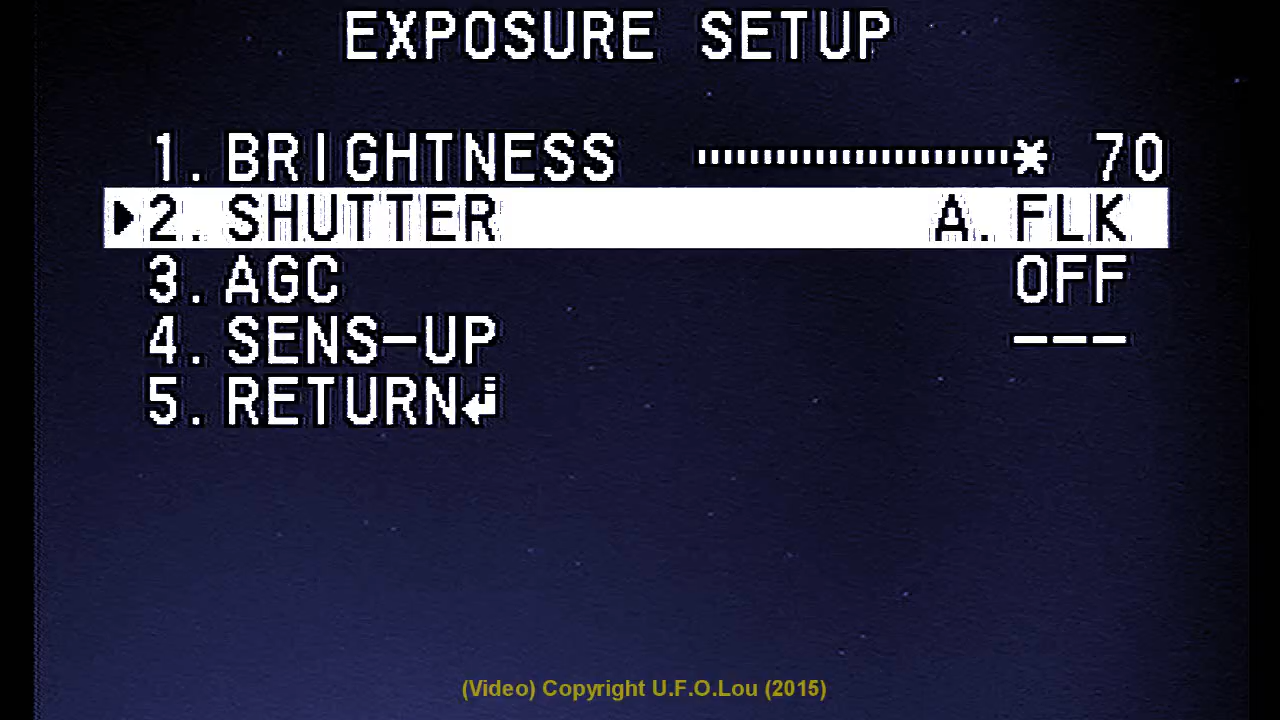 EXPOSURE SETUP
1. BRIGHTNESS 70
2. SHUTTER A. FLK
3. AGC OFF
4. SENS-UP ---
5. RETURN↲
(Video) Copyright U.F.O.Lou (2015)